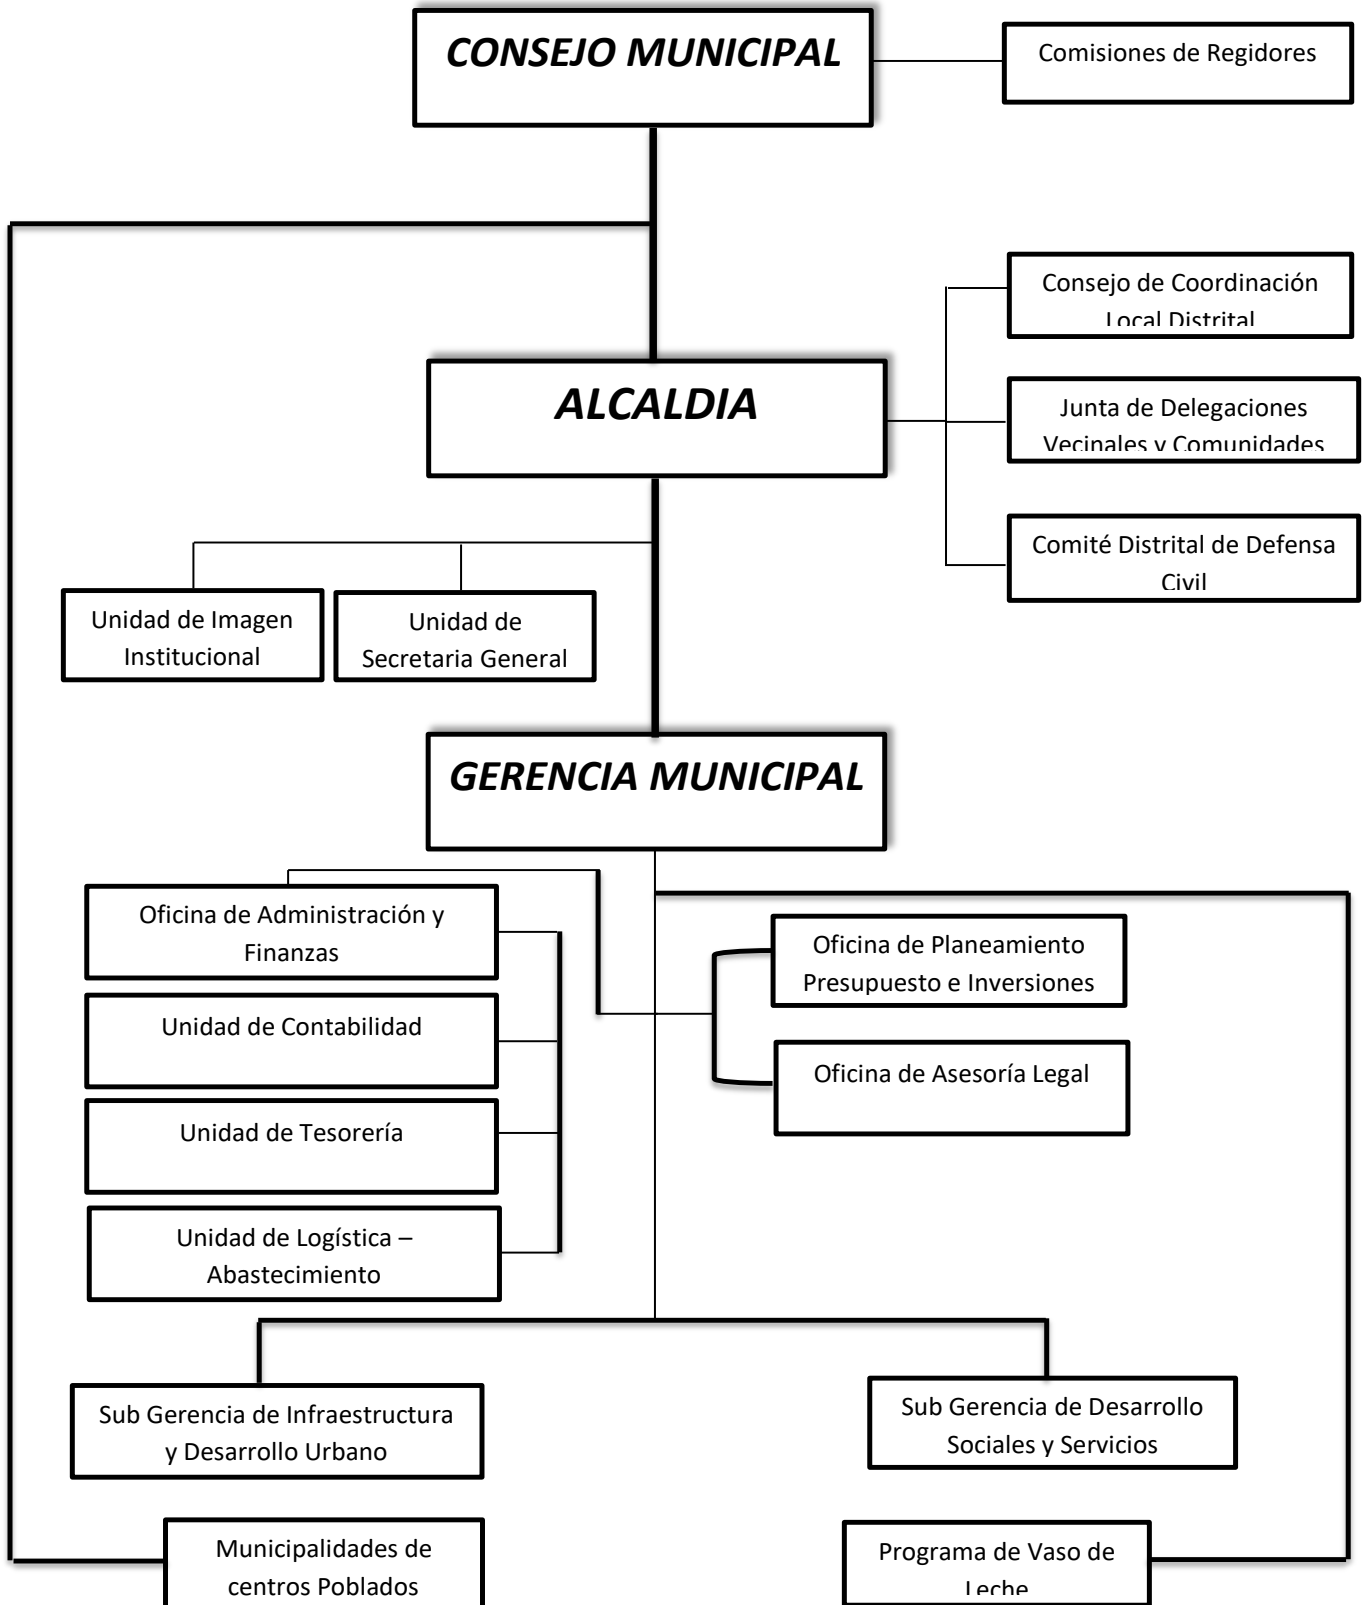 CONSEJO MUNICIPAL
Comisiones de Regidores
Consejo de Coordinación
Local Distrital
ALCALDIA
Junta de Delegaciones
Vecinales y Comunidades
Comité Distrital de Defensa
Civil
Unidad de Imagen
Institucional
Unidad de
Secretaria General
GERENCIA MUNICIPAL
Oficina de Administración y
Finanzas
Oficina de Planeamiento
Presupuesto e Inversiones
Unidad de Contabilidad
Oficina de Asesoría Legal
Unidad de Tesorería
Unidad de Logística –
Abastecimiento
Sub Gerencia de Infraestructura
y Desarrollo Urbano
Sub Gerencia de Desarrollo
Sociales y Servicios
Municipalidades de
centros Poblados
Programa de Vaso de
Leche